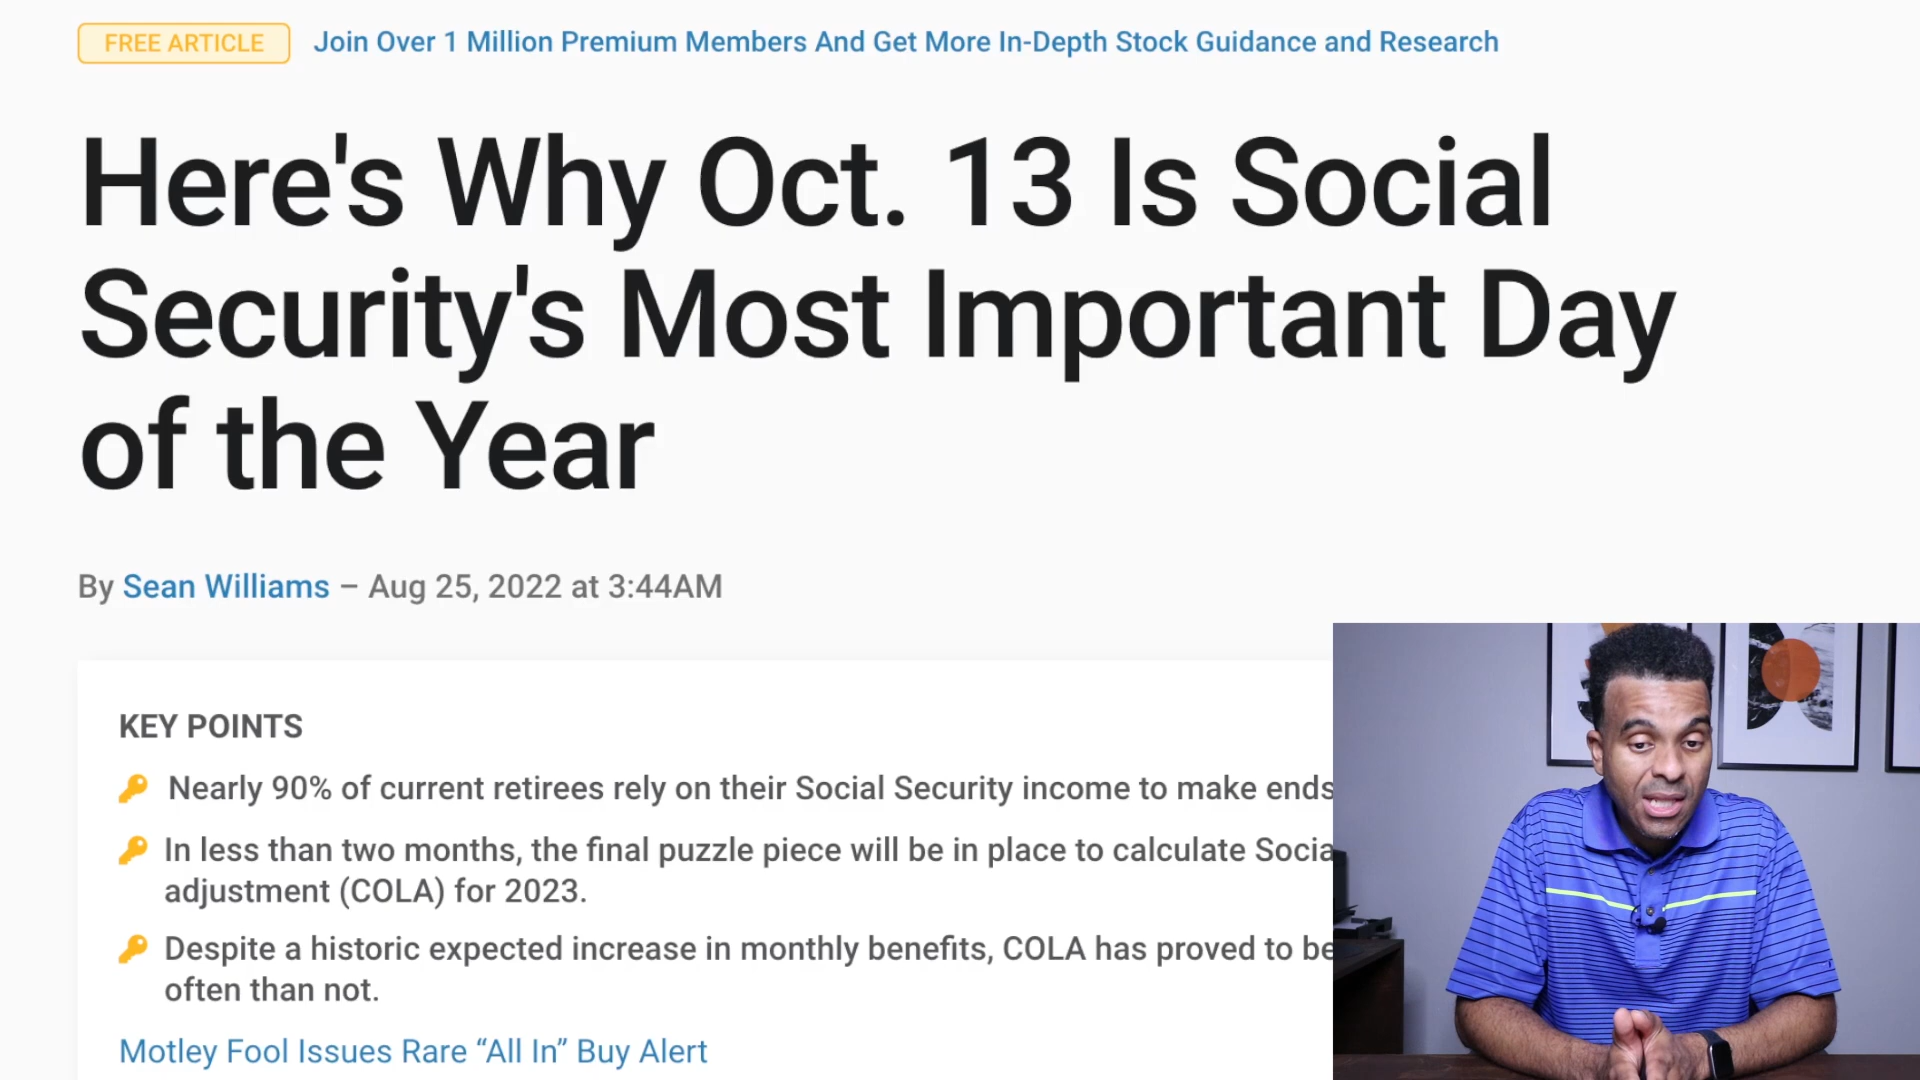 FREE ARTICLE Join Over 1 Million Premium Members And Get More In-Depth Stock Guidance and Research
Here's Why Oct. 13 Is Social
Security's Most Important Day
of the Year
By Sean Williams – Aug 25, 2022 at 3:44AM
KEY POINTS
Nearly 90% of current retirees rely on their Social Security income to make ends
In less than two months, the final puzzle piece will be in place to calculate Socia
adjustment (COLA) for 2023.
Despite a historic expected increase in monthly benefits, COLA has proved to be
often than not.
Motley Fool Issues Rare “All In” Buy Alert